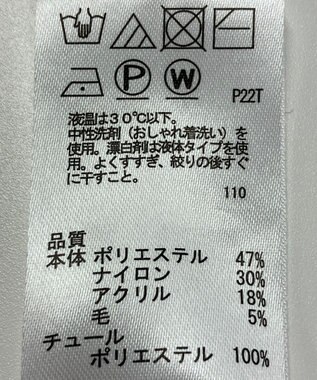 P
W
P22T
液温は30℃以下。
中性洗剤（おしゃれ着洗い）を
使用。漂白剤は液体タイプを使
用。よくすすぎ、絞りの後すぐ
に干すこと。
110
品質
本体 ポリエステル 47%
ナイロン 30%
アクリル 18%
毛 5%
チュール
ポリエステル 100%